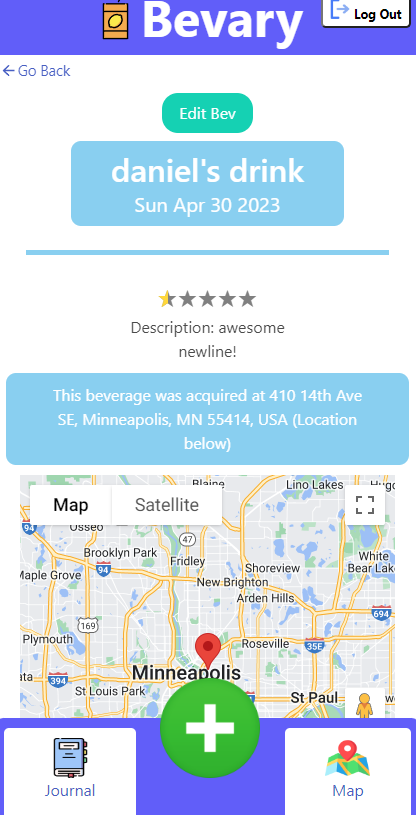 Bevary
Log Out
Go Back
Edit Bev
daniel's drink
Sun Apr 30 2023
Description: awesome
newline!
This beverage was acquired at 410 14th Ave
SE, Minneapolis, MN 55414, USA (Location
below)
Blaine
Lino Lakes
Map
Satellite
94
Osseo
47
Brooklyn Park
94
Fridley
White
Bear Lak
Maple Grove
Shoreview
New Brighton
Arden Hills
694
169
Plymouth
Roseville
35E
Minneapolis
394
St Louis Park
St Paul
Journal
Map